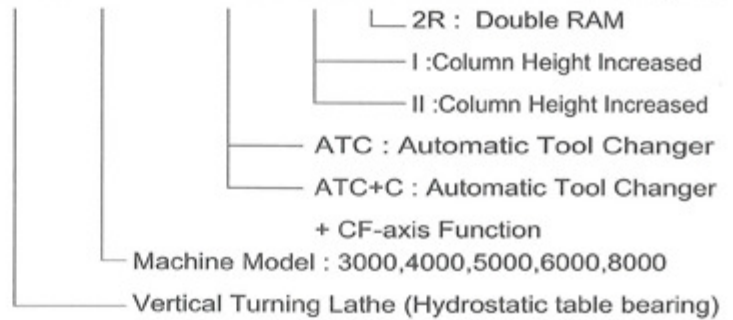 2R : Double RAM
I :Column Height Increased
II :Column Height Increased
ATC : Automatic Tool Changer
ATC+C : Automatic Tool Changer
+ CF-axis Function
Machine Model : 3000,4000,5000,6000,8000
Vertical Turning Lathe (Hydrostatic table bearing)